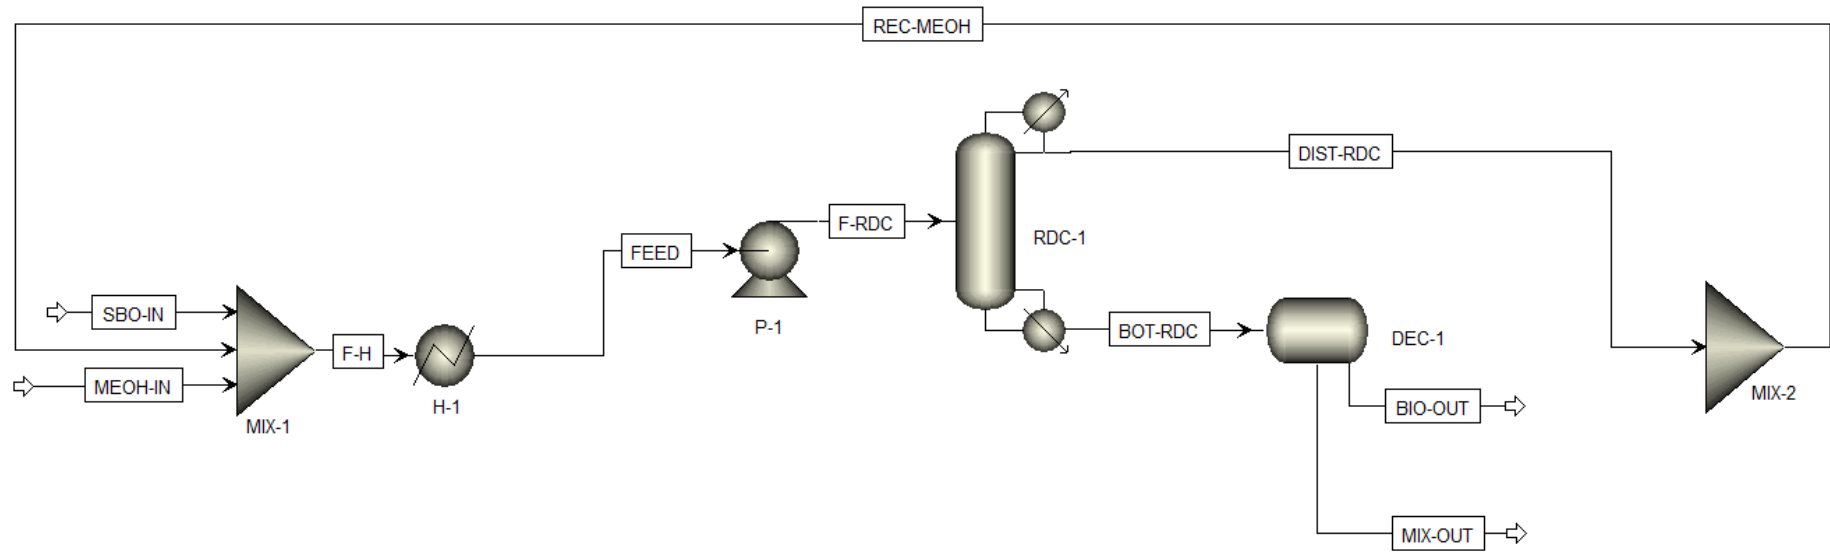 REC-MEOH
DIST-RDC
F-RDC
RDC-1
FEED
SBO-IN
P-1
BOT-RDC
DEC-1
F-H
MEOH-IN
H-1
MIX-1
BIO-OUT
MIX-2
MIX-OUT